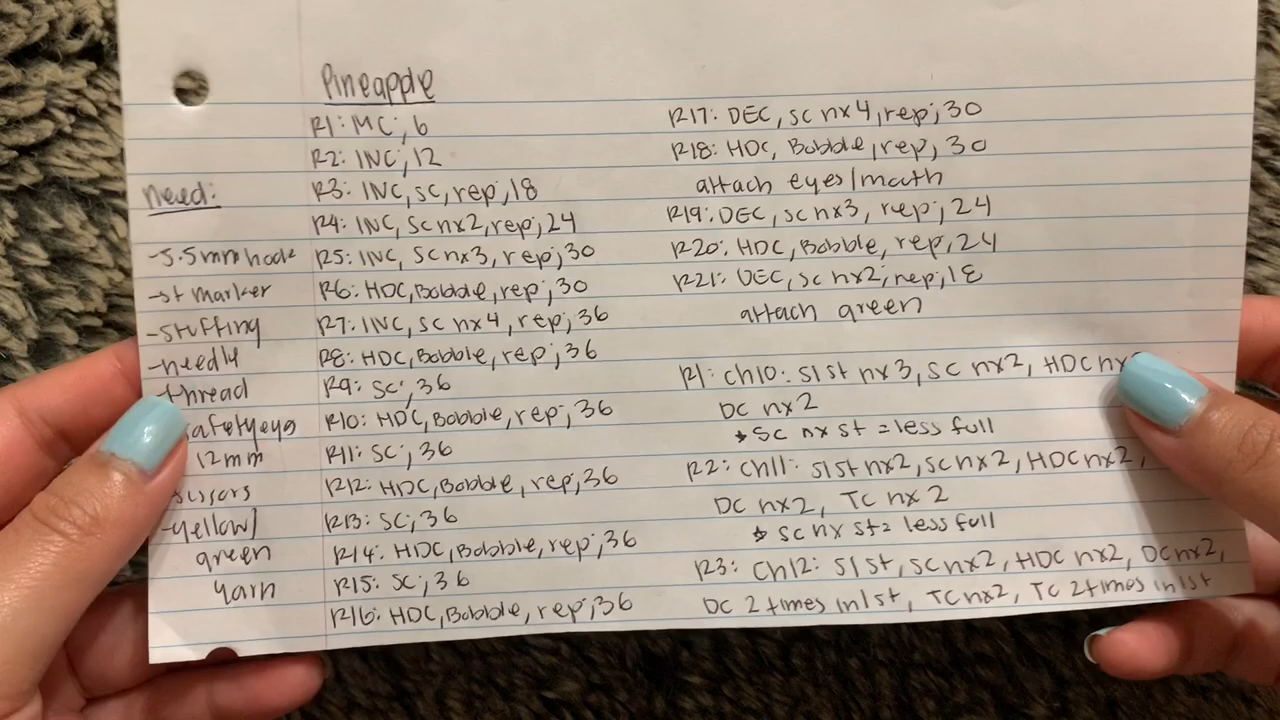 Pineapple
R1: MC; 6
R2: INC; 12
R3: INC, SC, rep; 18
R4: INC, SC nx2, rep; 24
R5: INC, SC nx3, rep; 30
R6: HDC, Bobble, rep; 30
R7: INC, SC nx4, rep; 36
R8: HDC, Bobble, rep; 36
R9: SC; 36
R10: HDC, Bobble, rep; 36
R11: SC; 36
R12: HDC, Bobble, rep; 36
R13: SC; 36
R14: HDC, Bobble, rep; 36
R15: SC; 36
R16: HDC, Bobble, rep; 36
need:
-5.5mm hook
-st marker
-stuffing
-needle
-thread
safety eyes
12mm
scissors
-yellow/
green
yarn
R17: DEC, SC nx4, rep; 30
R18: HDC, Bobble, rep; 30
attach eyes/mouth
R19: DEC, SC nx3, rep; 24
R20: HDC, Bobble, rep, 24
R21: DEC, SC nx2, rep, 18
attach green
R1: Ch10: Sl st nx3, SC nx2, HDC
DC nx2
* SC nx st = less full
R2: Ch11: Sl st nx2, SC nx2, HDC nx2,
DC nx2, TC nx2
* SC nx st = less full
R3: Ch12: Sl st, SC nx2, HDC nx2, DC nx2,
DC 2 times in 1 st, TC nx2, TC 2 times in 1st